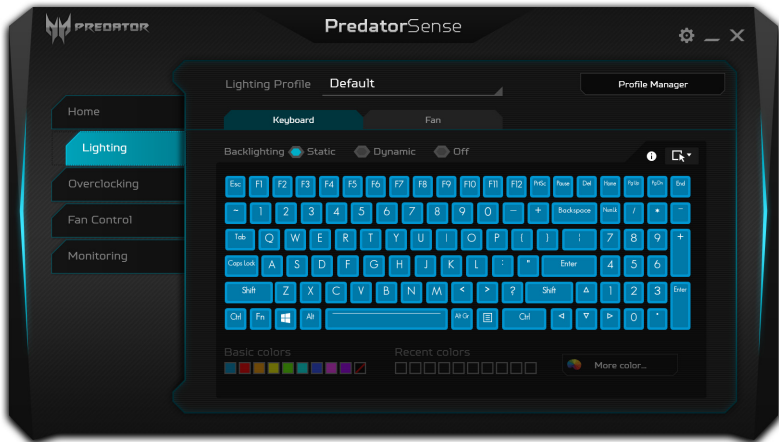 PREDATOR
PredatorSense
Lighting Profile Default
Profile Manager
Home
Lighting
Overclocking
Fan Control
Monitoring
Keyboard Fan
Backlighting Static Dynamic Off
Esc F1 F2 F3 F4 F5 F6 F7 F8 F9 F10 F11 F12 PrtSc Pause Del Home Pg Up Pg Dn End
~ 1 2 3 4 5 6 7 8 9 0 — + Backspace NumLk / * -
Tab Q W E R T Y U I O P { } ¦ 7 8 9 +
Caps Lock A S D F G H J K L : " Enter 4 5 6
Shift Z X C V B N M < > ? Shift 1 2 3 Enter
Ctrl Fn Alt Alt Gr Ctrl 0 .
Basic colors
Recent colors
More color...